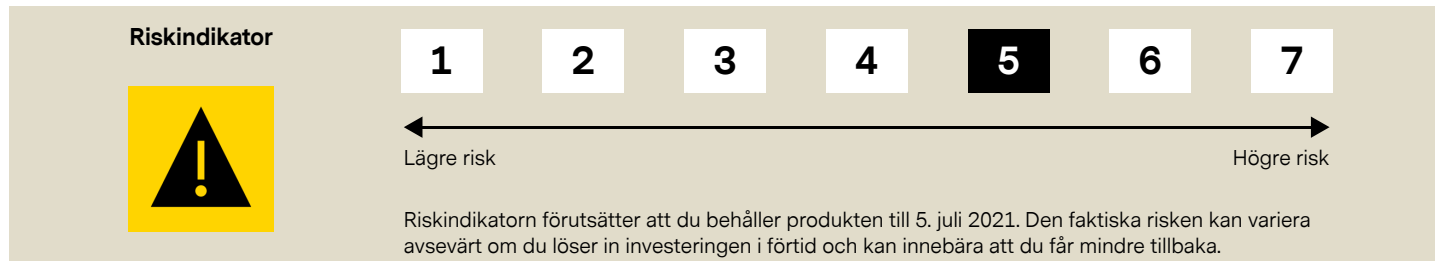 Riskindikator
1 2 3 4 5 6 7
Lägre risk Högre risk
Riskindikatorn förutsätter att du behåller produkten till 5. juli 2021. Den faktiska risken kan variera
avsevärt om du löser in investeringen i förtid och kan innebära att du får mindre tillbaka.